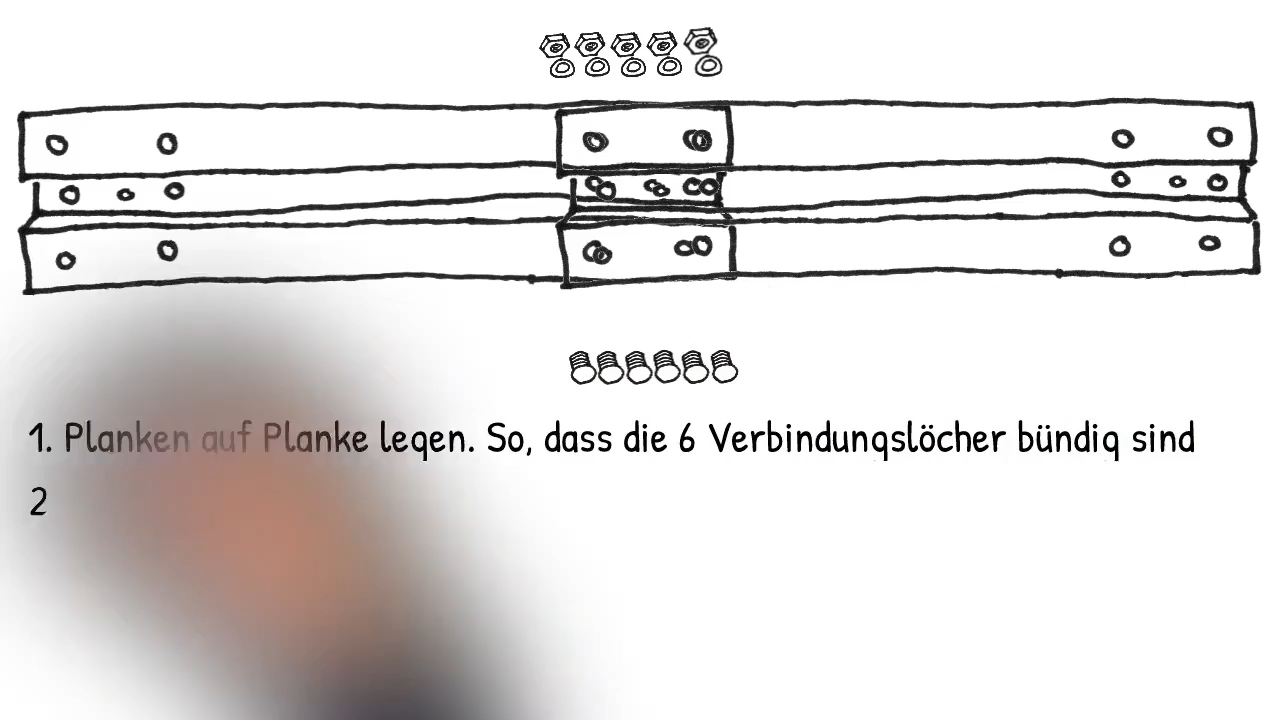 1. Planken auf Planke legen. So, dass die 6 Verbindungslöcher bündig sind
2